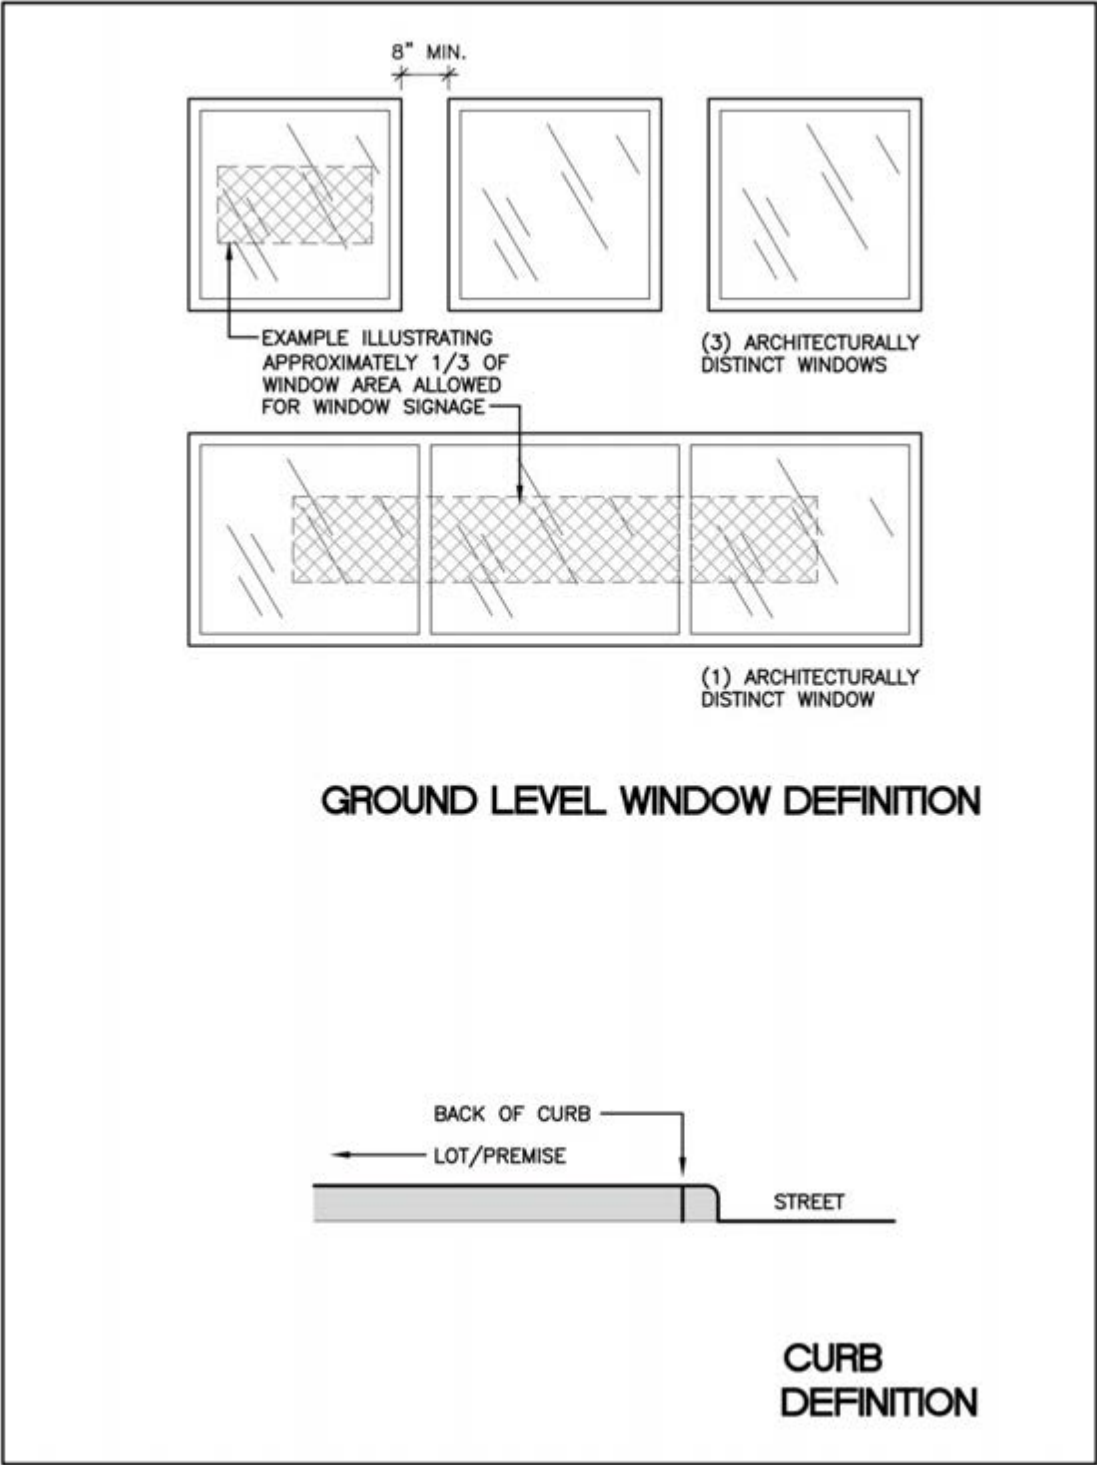 8" MIN.
EXAMPLE ILLUSTRATING
APPROXIMATELY 1/3 OF
WINDOW AREA ALLOWED
FOR WINDOW SIGNAGE
(3) ARCHITECTURALLY
DISTINCT WINDOWS
(1) ARCHITECTURALLY
DISTINCT WINDOW
GROUND LEVEL WINDOW DEFINITION
BACK OF CURB
LOT/PREMISE
STREET
CURB
DEFINITION